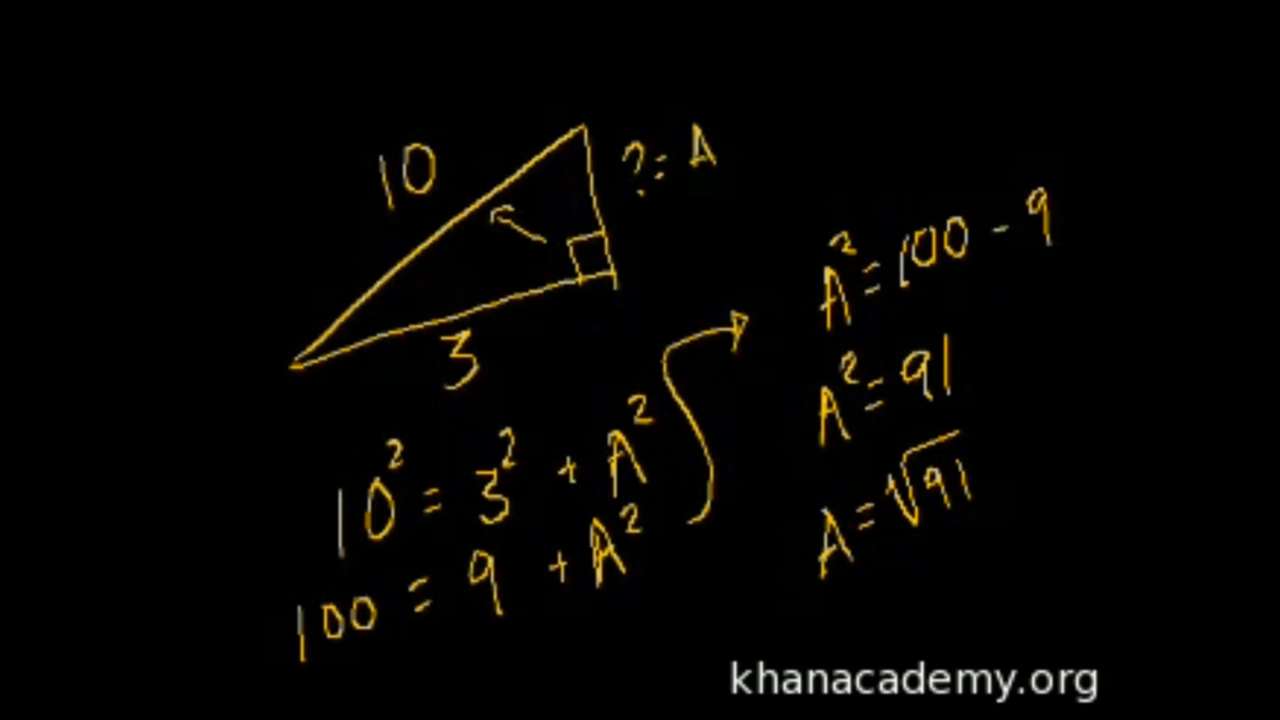 10
?= A
3
10² = 3² + A²
100 = 9 + A²
A² = 100 - 9
A² = 91
A = √91
khanacademy.org